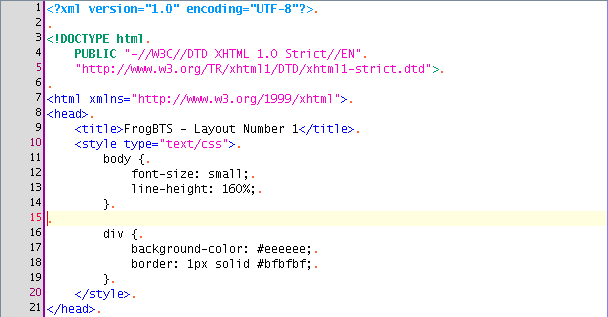 1 <?xml version="1.0" encoding="UTF-8"?>.
2 .
3 <!DOCTYPE html.
4     PUBLIC "-//W3C//DTD XHTML 1.0 Strict//EN".
5     "http://www.w3.org/TR/xhtml1/DTD/xhtml1-strict.dtd">.
6 .
7 <html xmlns="http://www.w3.org/1999/xhtml">.
8 <head>.
9     <title>FrogBTS - Layout Number 1</title>.
10     <style type="text/css">.
11         body {.
12             font-size: small;.
13             line-height: 160%;.
14         }.
15 .
16         div {.
17             background-color: #eeeeee;.
18             border: 1px solid #bfbfbf;.
19         }.
20     </style>.
21 </head>.